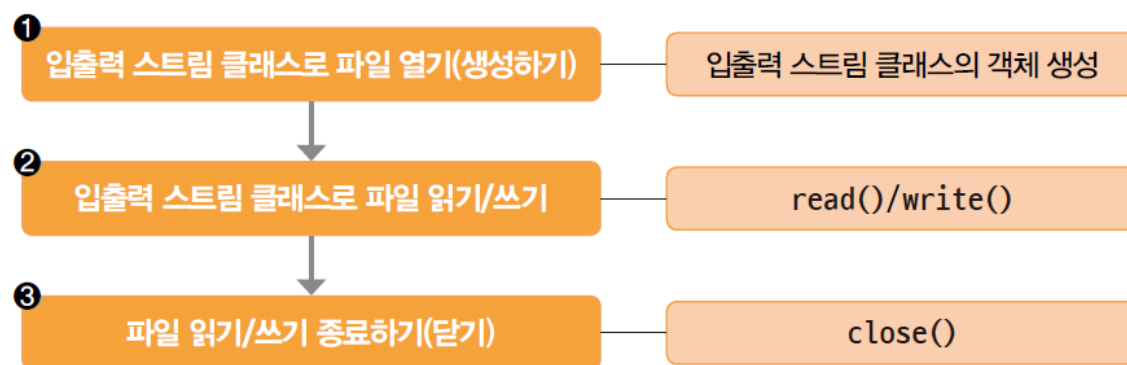 ❶
입출력 스트림 클래스로 파일 열기(생성하기)
입출력 스트림 클래스의 객체 생성
❷
입출력 스트림 클래스로 파일 읽기/쓰기
read()/write()
❸
파일 읽기/쓰기 종료하기(닫기)
close()